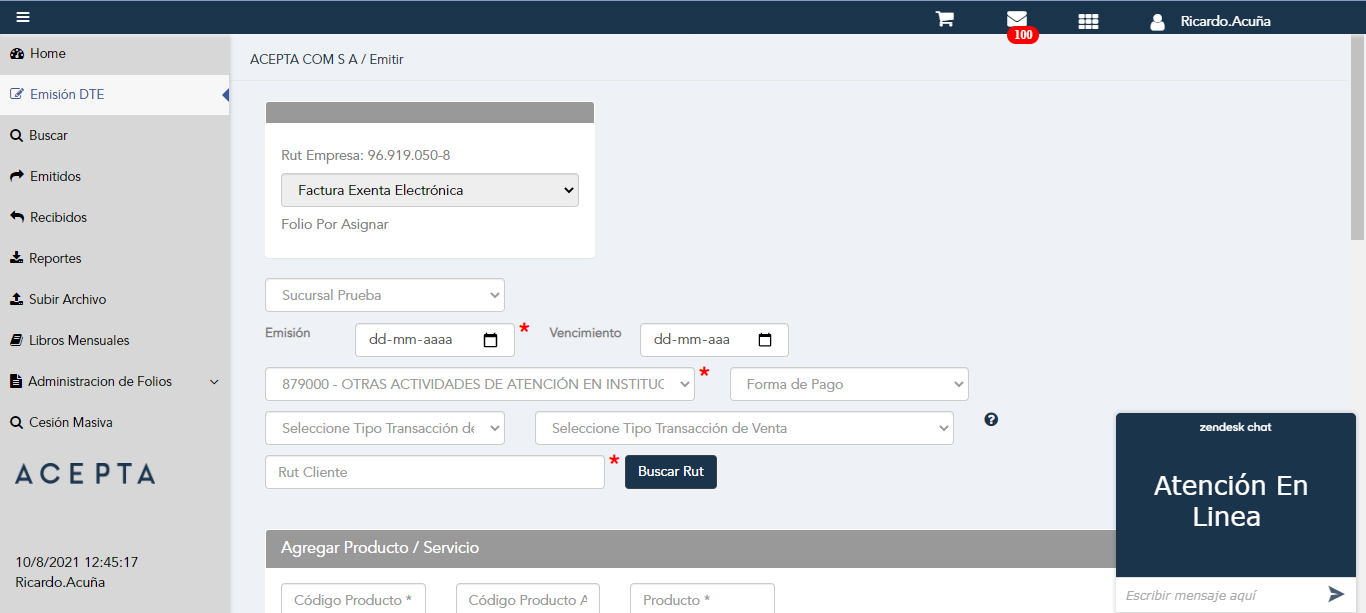 100
Ricardo.Acuña
Home
Emisión DTE
Buscar
Emitidos
Recibidos
Reportes
Subir Archivo
Libros Mensuales
Administracion de Folios
Cesión Masiva
ACEPTA
10/8/2021 12:45:17
Ricardo.Acuña
ACEPTA COM S A / Emitir
Rut Empresa: 96.919.050-8
Factura Exenta Electrónica
Folio Por Asignar
Sucursal Prueba
Emisión dd-mm-aaaa * Vencimiento dd-mm-aaa
879000 - OTRAS ACTIVIDADES DE ATENCIÓN EN INSTITUC * Forma de Pago
Seleccione Tipo Transacción de Seleccione Tipo Transacción de Venta ?
Rut Cliente * Buscar Rut
Agregar Producto / Servicio
Código Producto * Código Producto A Producto *
zendesk chat
Atención En
Linea
Escribir mensaje aquí